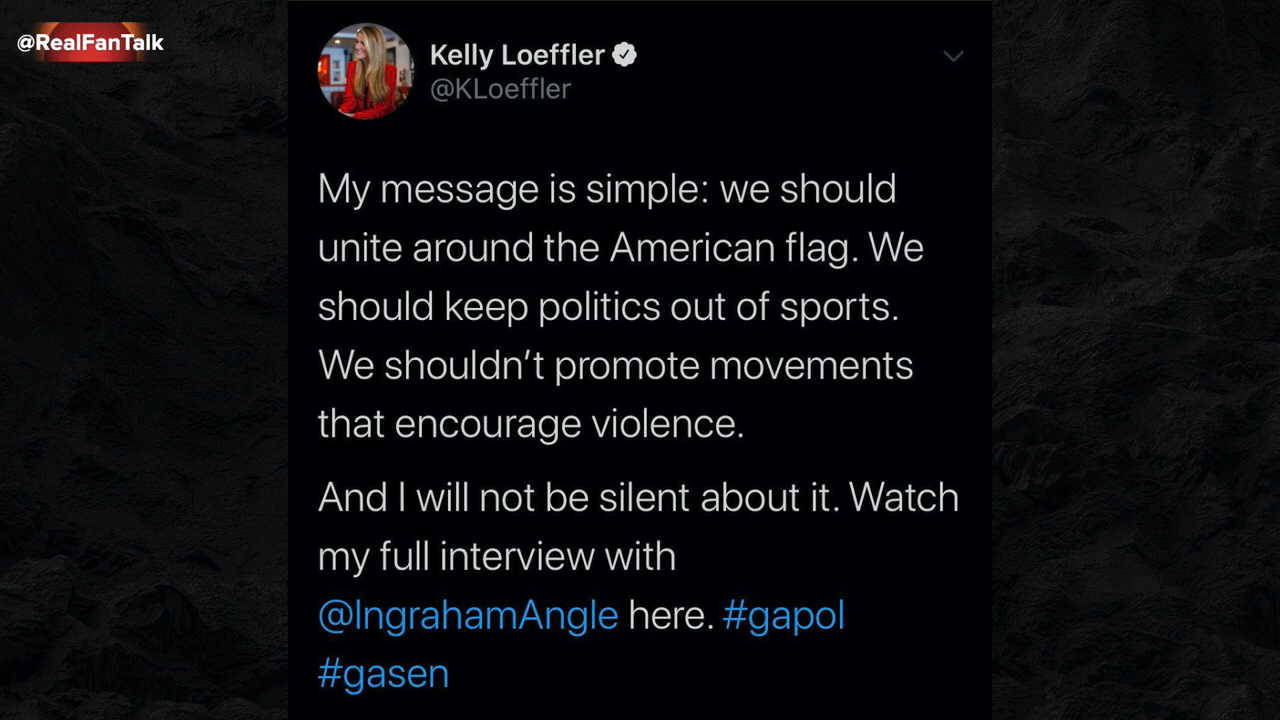 @RealFanTalk
Kelly Loeffler
@KLoeffler
My message is simple: we should
unite around the American flag. We
should keep politics out of sports.
We shouldn't promote movements
that encourage violence.
And I will not be silent about it. Watch
my full interview with
@IngrahamAngle here. #gapol
#gasen